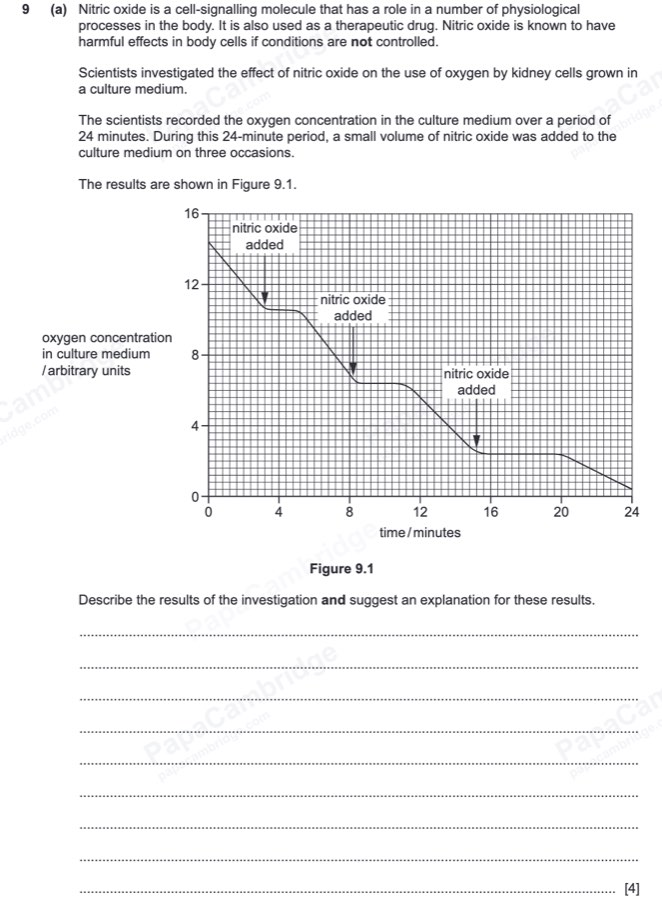 9 (a) Nitric oxide is a cell-signalling molecule that has a role in a number of physiological
processes in the body. It is also used as a therapeutic drug. Nitric oxide is known to have
harmful effects in body cells if conditions are not controlled.
Scientists investigated the effect of nitric oxide on the use of oxygen by kidney cells grown in
a culture medium.
The scientists recorded the oxygen concentration in the culture medium over a period of
24 minutes. During this 24-minute period, a small volume of nitric oxide was added to the
culture medium on three occasions.
The results are shown in Figure 9.1.
16
nitric oxide
added
12
nitric oxide
added
oxygen concentration
in culture medium
/ arbitrary units
8
nitric oxide
added
4
0
0 4 8 12 16 20 24
time / minutes
Figure 9.1
Describe the results of the investigation and suggest an explanation for these results.
[4]
PapaCambridge
papacambridge.com